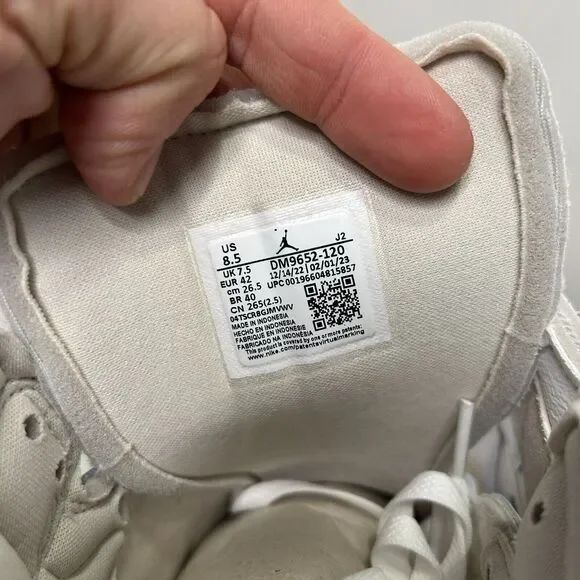 US
8.5
J2
UK 7.5
DM9652-120
EUR 42
12/14/22 | 02/01/23
cm 26.5
UPC 00196604815857
BR 40
CN 265(2.5)
04TSCR8GJMVWV
MADE IN INDONESIA
HECHO EN INDONESIA
FABRIQUE EN INDONESIE
FABRICADO NA INDONÉSIA
This product is covered by one or more patents:
www.nike.com/patentsvirtualmarking